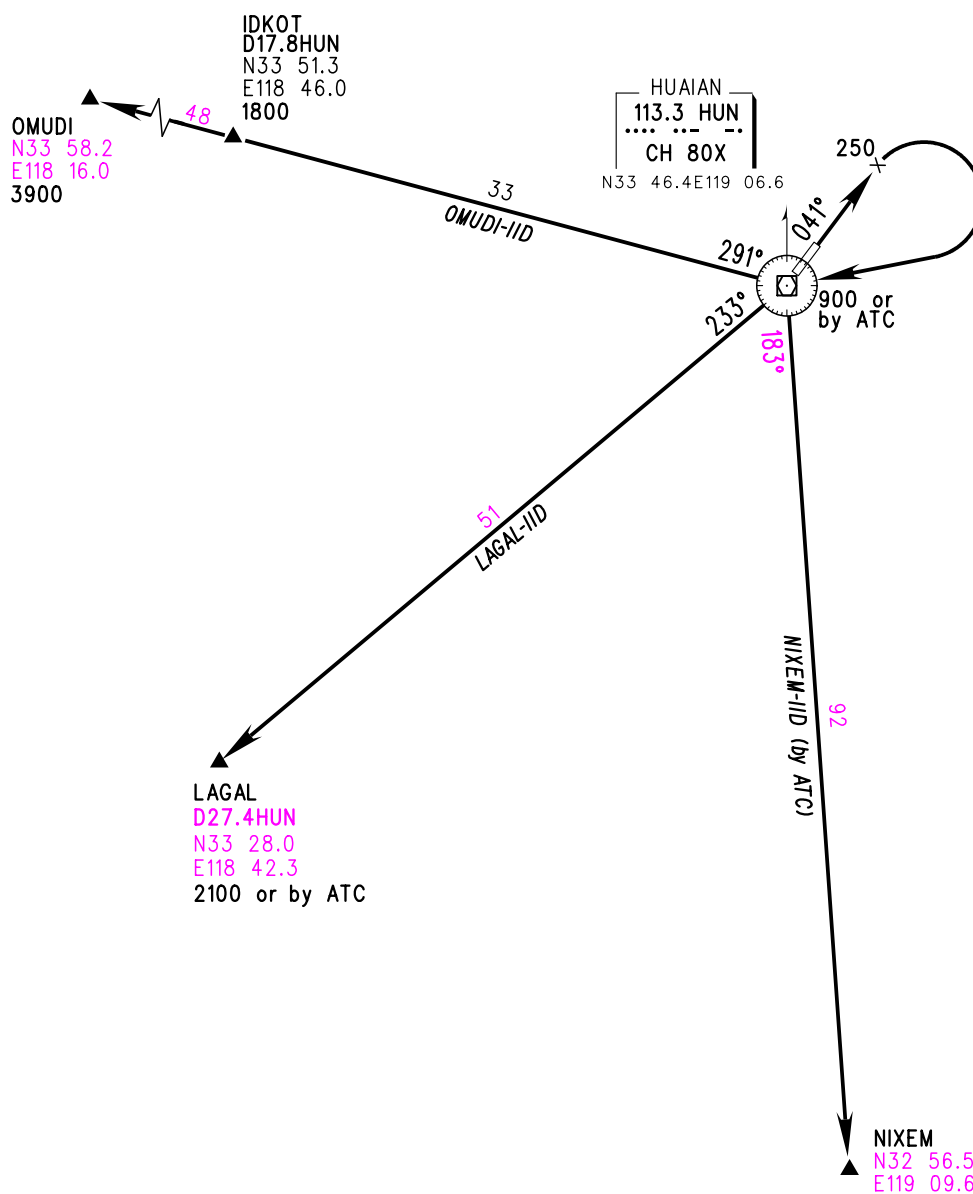 IDKOT
D17.8HUN
N33 51.3
E118 46.0
1800
48
OMUDI
N33 58.2
E118 16.0
3900
HUAIAN
113.3 HUN
•••• ••— —•
CH 80X
N33 46.4E119 06.6
250
041°
33
OMUDI-11D
291°
233°
183°
900 or
by ATC
51
LAGAL-11D
NIXEM-11D (by ATC)
92
LAGAL
D27.4HUN
N33 28.0
E118 42.3
2100 or by ATC
NIXEM
N32 56.5
E119 09.6